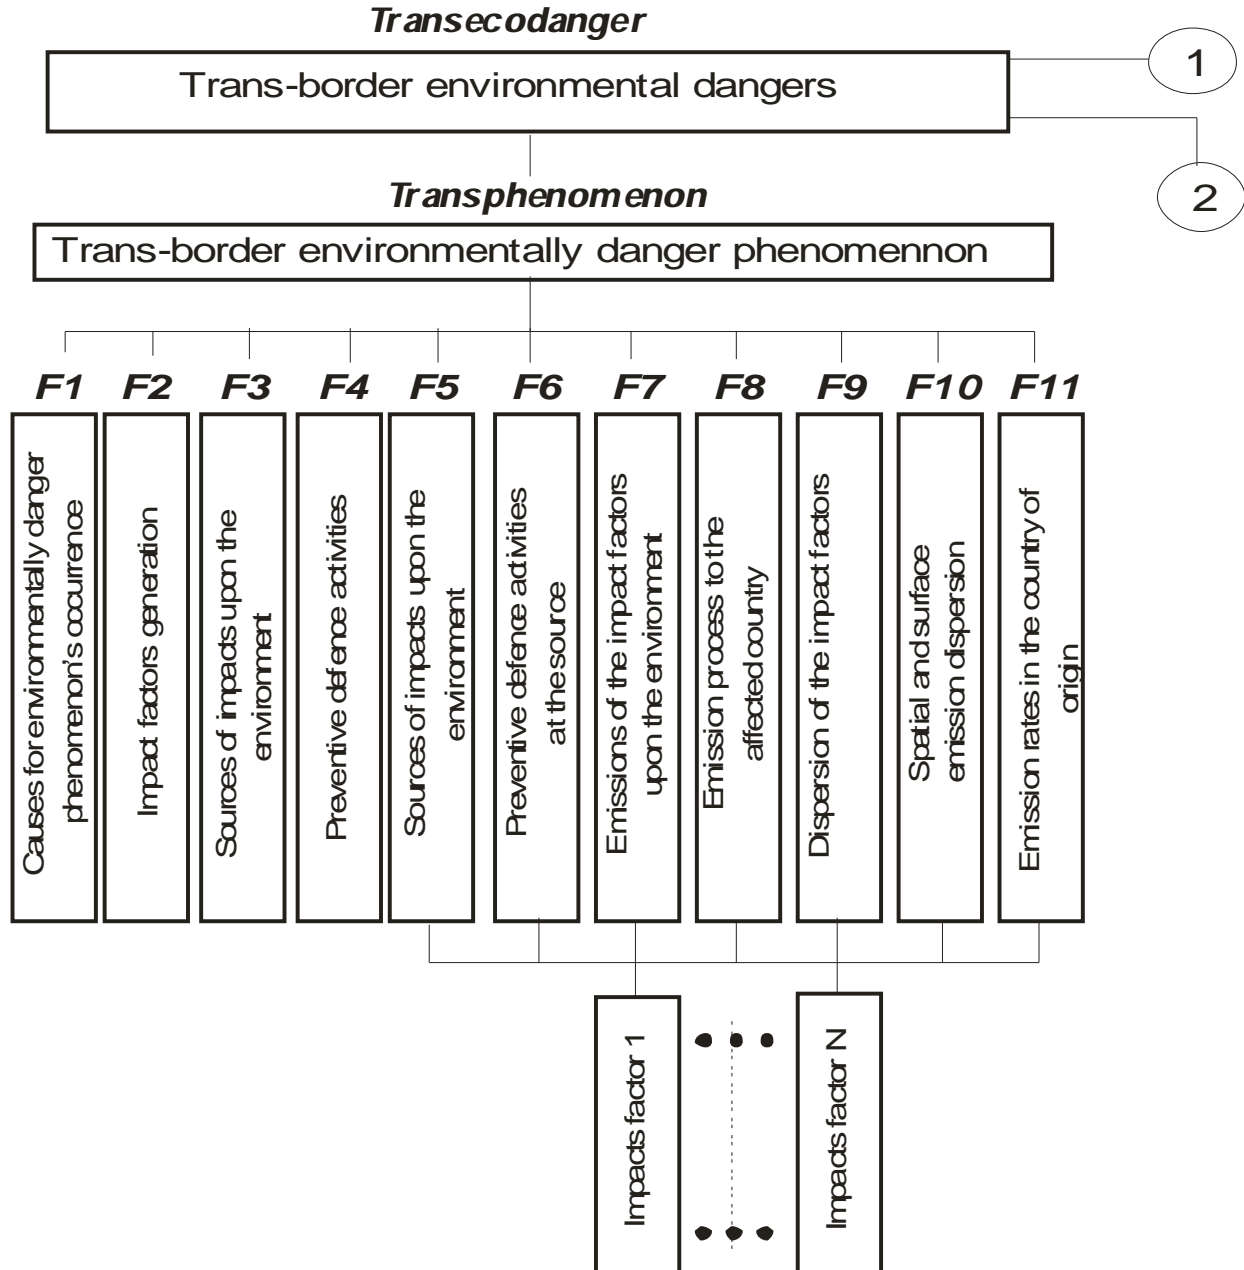 Transecodanger
Trans-border environmental dangers
1
2
Transphenomenon
Trans-border environmentally danger phenomennon
F1
F2
F3
F4
F5
F6
F7
F8
F9
F10
F11
Causes for environmentally danger
phenomenon's occurrence
Impact factors generation
Sources of impacts upon the
environment
Preventive defence activities
Sources of impacts upon the
environment
Preventive defence activities
at the source
Emissions of the impact factors
upon the environment
Emission process to the
affected country
Dispersion of the impact factors
Spatial and surface
emission dispersion
Emission rates in the country of
origin
Impacts factor 1
Impacts factor N